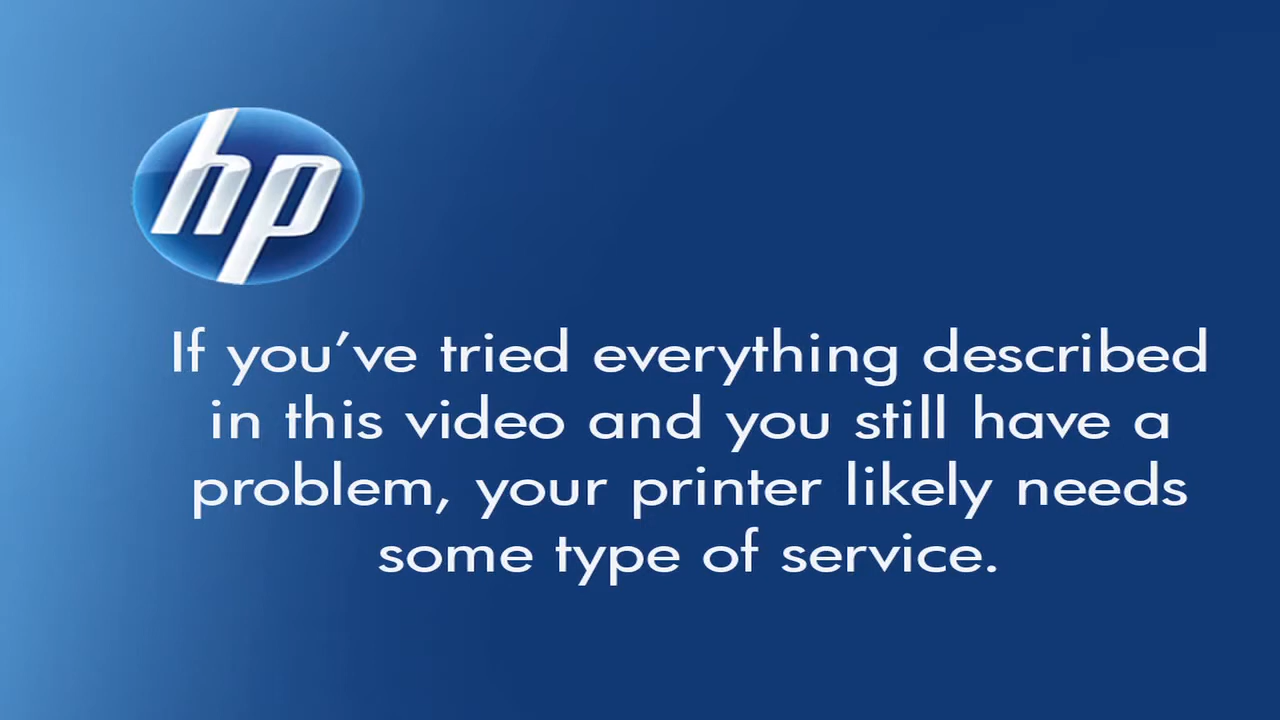 hp
If you’ve tried everything described
in this video and you still have a
problem, your printer likely needs
some type of service.